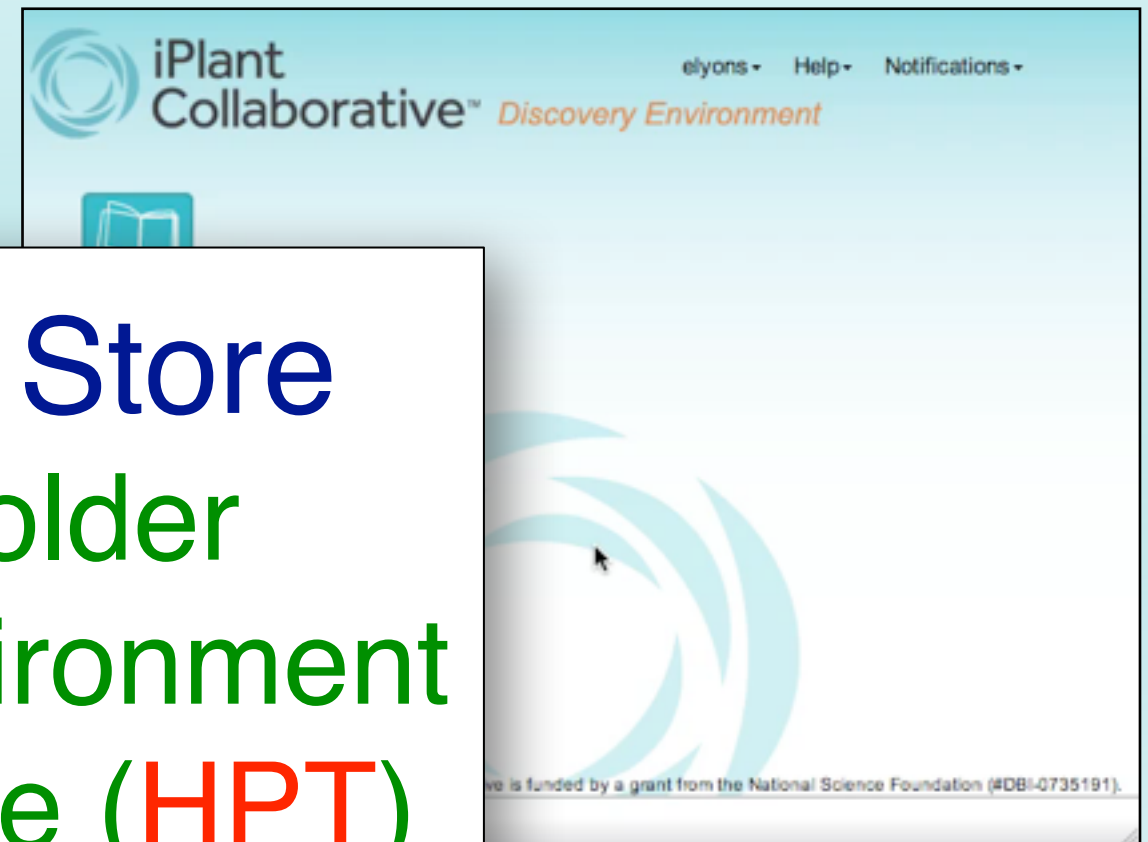 iPlant
Collaborative™ Discovery Environment
elyons Help Notifications
Store
older
ironment
e (HPT)
ve is funded by a grant from the National Science Foundation (#DBI-0735191).